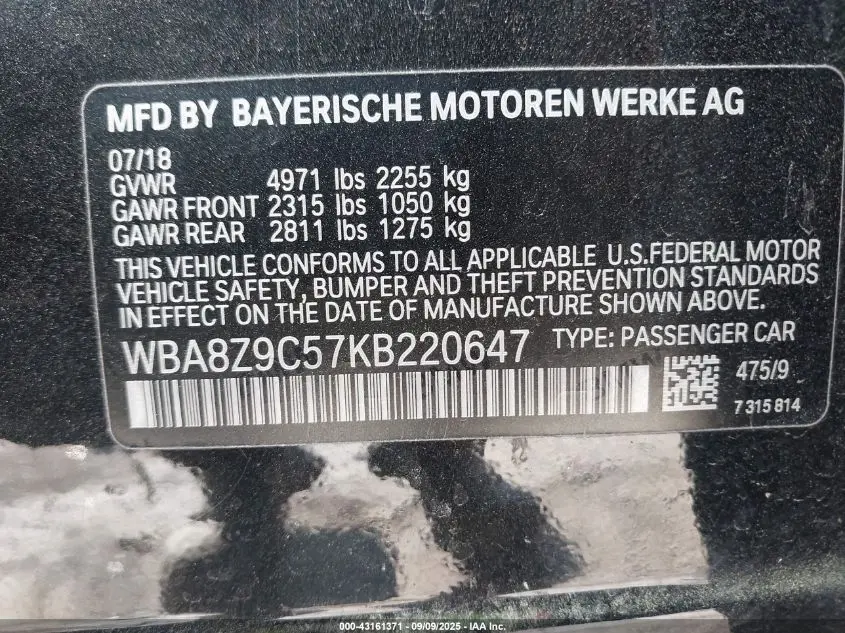 MFD BY BAYERISCHE MOTOREN WERKE AG
07/18
GVWR 4971 lbs 2255 kg
GAWR FRONT 2315 lbs 1050 kg
GAWR REAR 2811 lbs 1275 kg
THIS VEHICLE CONFORMS TO ALL APPLICABLE U.S.FEDERAL MOTOR
VEHICLE SAFETY, BUMPER AND THEFT PREVENTION STANDARDS
IN EFFECT ON THE DATE OF MANUFACTURE SHOWN ABOVE.
WBA8Z9C57KB220647 TYPE: PASSENGER CAR
475/9
7 315 814
000-43161371 - 09/09/2025 - IAA Inc.